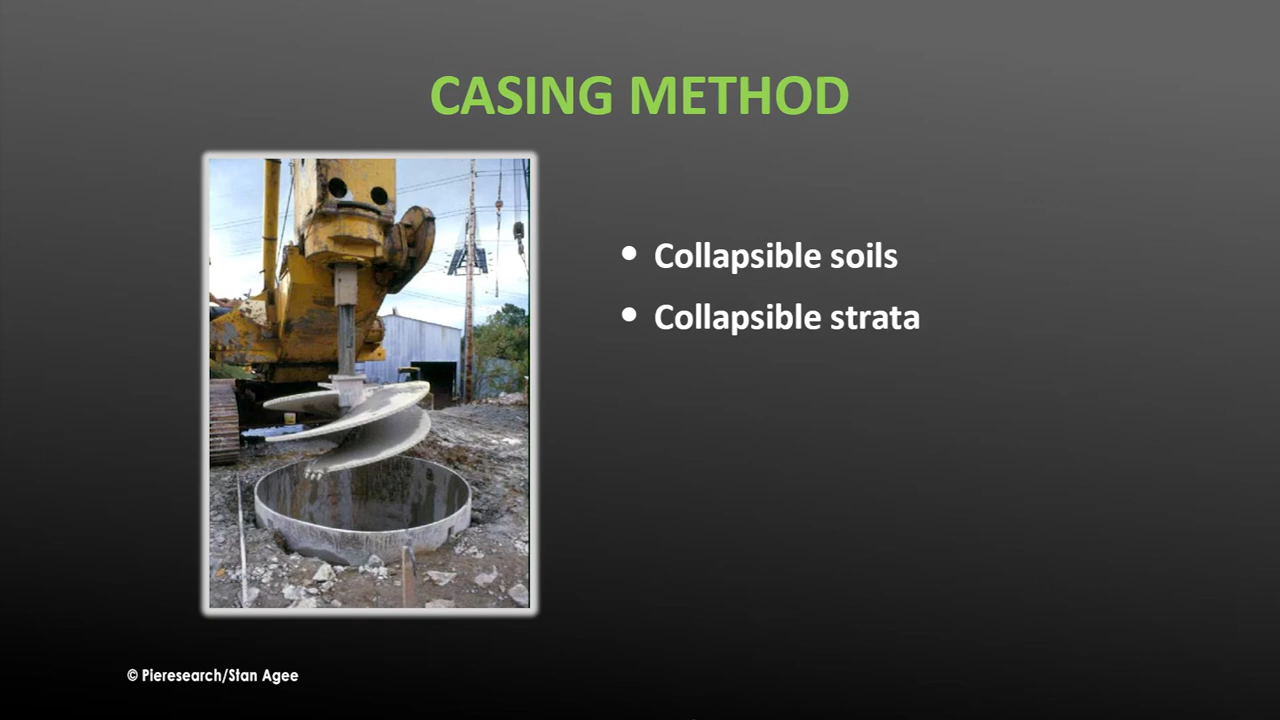 CASING METHOD
• Collapsible soils
• Collapsible strata
© Pieresearch/Stan Agee